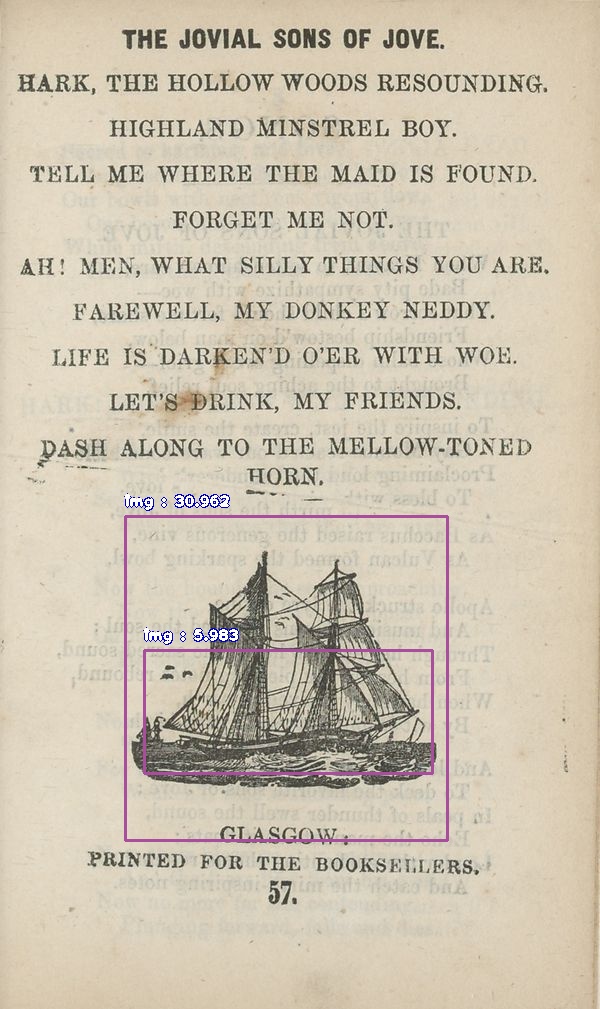 THE JOVIAL SONS OF JOVE.
HARK, THE HOLLOW WOODS RESOUNDING.
HIGHLAND MINSTREL BOY.
TELL ME WHERE THE MAID IS FOUND.
FORGET ME NOT.
AH! MEN, WHAT SILLY THINGS YOU ARE.
FAREWELL, MY DONKEY NEDDY.
LIFE IS DARKEN'D O'ER WITH WOE.
LET'S DRINK, MY FRIENDS.
DASH ALONG TO THE MELLOW-TONED
HORN.
img : 30.962
img : 5.983
GLASGOW:
PRINTED FOR THE BOOKSELLERS.
57.